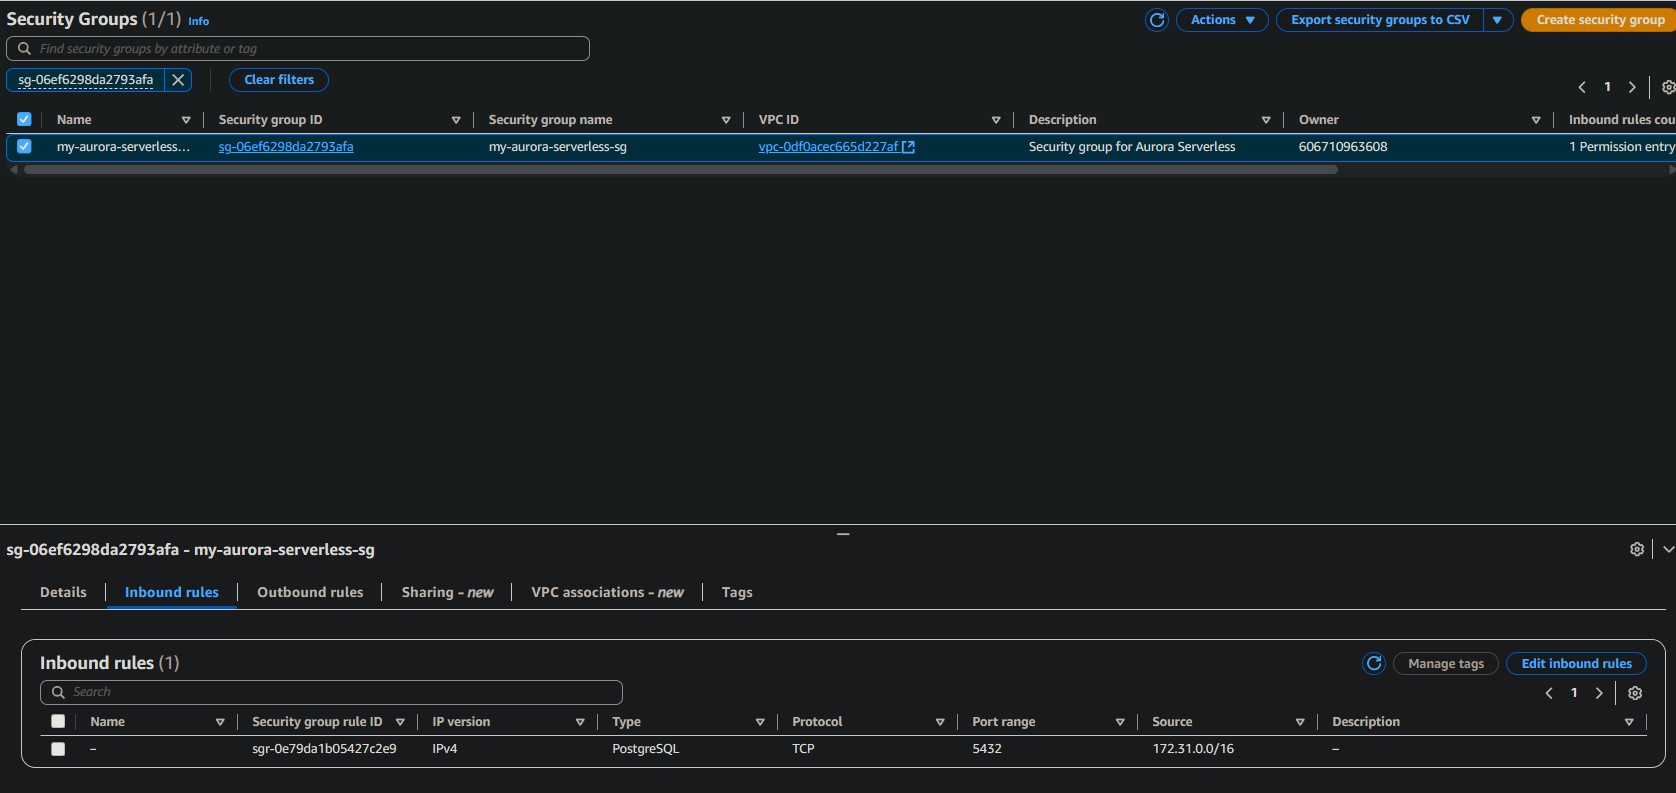 Security Groups (1/1) Info
Actions
Export security groups to CSV
Create security group
Find security groups by attribute or tag
sg-06ef6298da2793afa
Clear filters
1
Name Security group ID Security group name VPC ID Description Owner Inbound rules cou
my-aurora-serverless... sg-06ef6298da2793afa my-aurora-serverless-sg vpc-0df0acec665d227af Security group for Aurora Serverless 606710963608 1 Permission entry
sg-06ef6298da2793afa - my-aurora-serverless-sg
Details Inbound rules Outbound rules Sharing - new VPC associations - new Tags
Inbound rules (1)
Manage tags Edit inbound rules
Search
1
Name Security group rule ID IP version Type Protocol Port range Source Description
– sgr-0e79da1b05427c2e9 IPv4 PostgreSQL TCP 5432 172.31.0.0/16 –